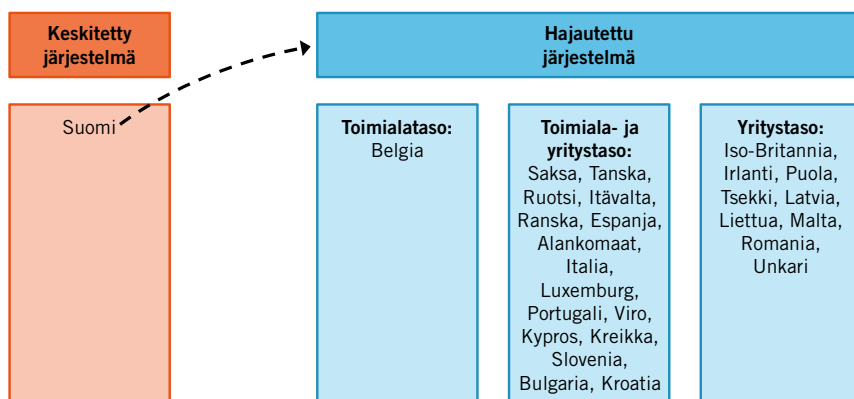 Keskitetty
järjestelmä
Hajautettu
järjestelmä
Suomi
Toimialataso:
Belgia
Toimiala- ja
yritystaso:
Saksa, Tanska,
Ruotsi, Itävalta,
Ranska, Espanja,
Alankomaat,
Italia,
Luxemburg,
Portugali, Viro,
Kypros, Kreikka,
Slovenia,
Bulgaria, Kroatia
Yritystaso:
Iso-Britannia,
Irlanti, Puola,
Tsekki, Latvia,
Liettua, Malta,
Romania,
Unkari